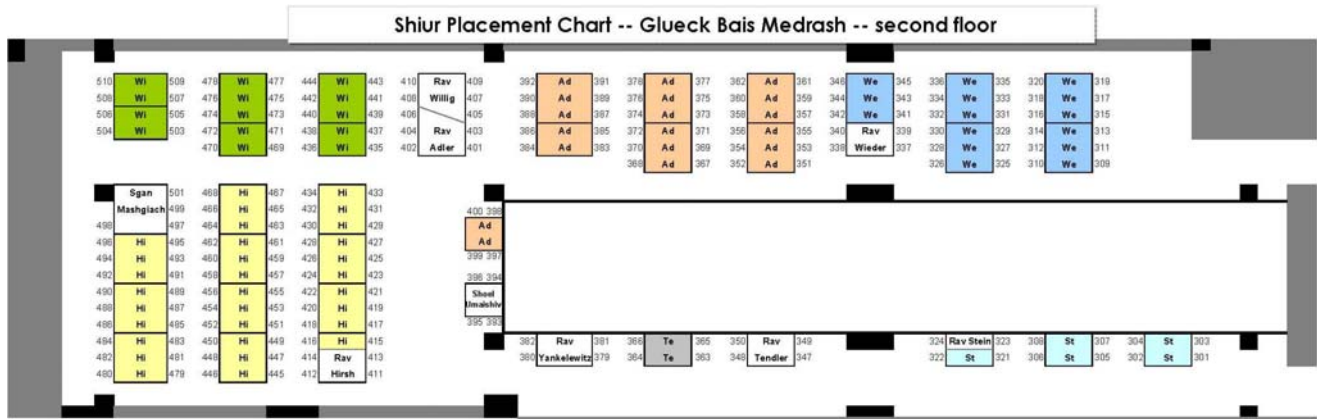 Shiur Placement Chart -- Glueck Bais Medrash -- second floor
510 Wi 509 478 Wi 477 444 Wi 443 410 Rav 409 392 Ad 391 378 Ad 377 362 Ad 361 346 We 345 336 We 335 320 We 319
508 Wi 507 476 Wi 475 442 Wi 441 408 Willig 407 390 Ad 389 376 Ad 375 360 Ad 359 344 We 343 334 We 333 318 We 317
506 Wi 505 474 Wi 473 440 Wi 439 406 405 388 Ad 387 374 Ad 373 358 Ad 357 342 We 341 332 We 331 316 We 315
504 Wi 503 472 Wi 471 438 Wi 437 404 Rav 403 386 Ad 385 372 Ad 371 356 Ad 355 340 Rav 339 330 We 329 314 We 313
470 Wi 469 436 Wi 435 402 Adler 401 384 Ad 383 370 Ad 369 354 Ad 353 338 Wieder 337 328 We 327 312 We 311
368 Ad 367 352 Ad 351 326 We 325 310 We 309
Sgan 501 468 Hi 467 434 Hi 433
Mashgiach 499 466 Hi 465 432 Hi 431
400 398
498 497 464 Hi 463 430 Hi 429 Ad
496 Hi 495 462 Hi 461 428 Hi 427 Ad
494 Hi 493 460 Hi 459 426 Hi 425 399 397
492 Hi 491 458 Hi 457 424 Hi 423 396 394
490 Hi 489 456 Hi 455 422 Hi 421 Shoel
488 Hi 487 454 Hi 453 420 Hi 419 Umaishiv
486 Hi 485 452 Hi 451 418 Hi 417 395 393
484 Hi 483 450 Hi 449 416 Hi 415 382 Rav 381 366 Te 365 350 Rav 349 324 Rav Stein 323 308 St 307 304 St 303
482 Hi 481 448 Hi 447 414 Rav 413 380 Yankelewitz 379 364 Te 363 348 Tendler 347 322 St 321 306 St 305 302 St 301
480 Hi 479 446 Hi 445 412 Hirsh 411